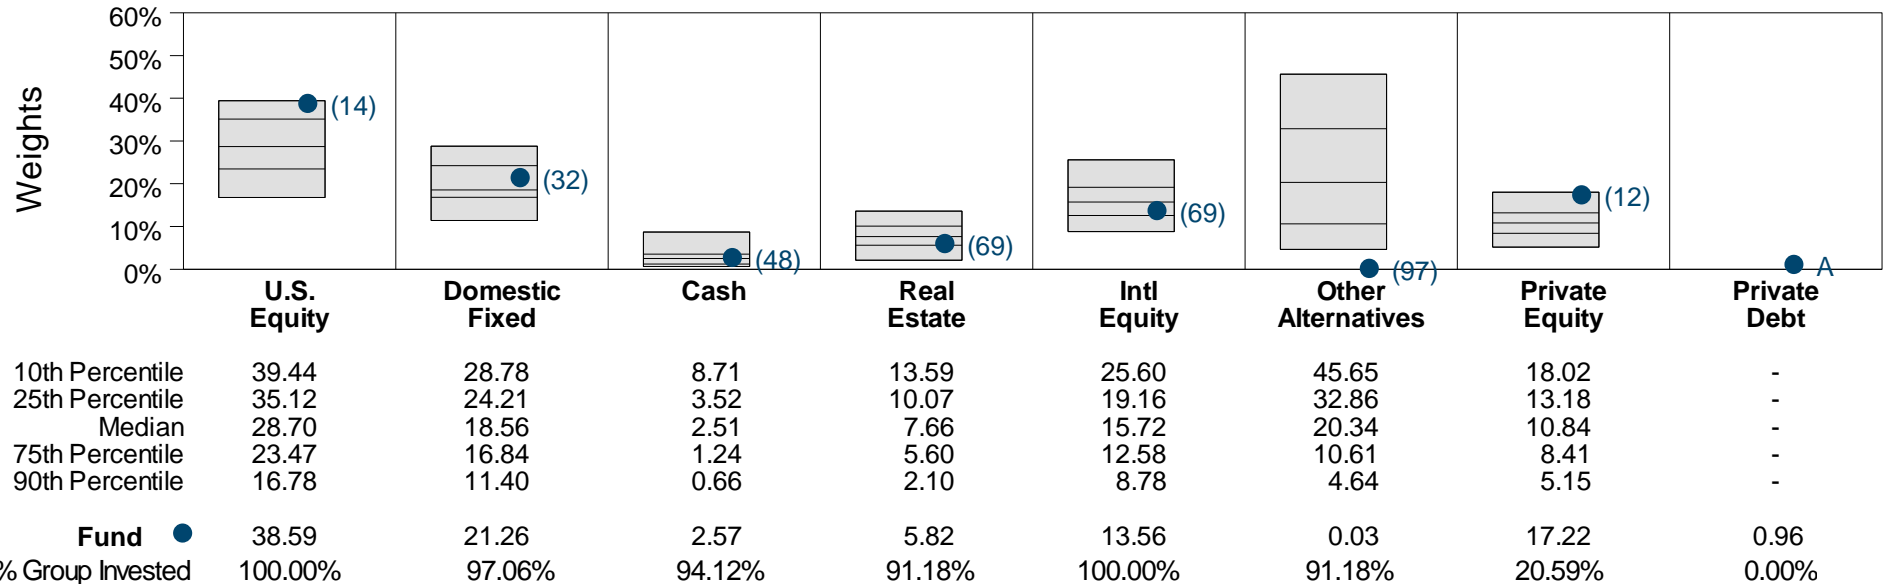 Weights
60%
50%
40%
30%
20%
10%
0%
(14)
(32)
(48)
(69)
(69)
(97)
(12)
A
U.S. Equity
Domestic Fixed
Cash
Real Estate
Intl Equity
Other Alternatives
Private Equity
Private Debt
10th Percentile 39.44 28.78 8.71 13.59 25.60 45.65 18.02 -
25th Percentile 35.12 24.21 3.52 10.07 19.16 32.86 13.18 -
Median 28.70 18.56 2.51 7.66 15.72 20.34 10.84 -
75th Percentile 23.47 16.84 1.24 5.60 12.58 10.61 8.41 -
90th Percentile 16.78 11.40 0.66 2.10 8.78 4.64 5.15 -
Fund 38.59 21.26 2.57 5.82 13.56 0.03 17.22 0.96
% Group Invested 100.00% 97.06% 94.12% 91.18% 100.00% 91.18% 20.59% 0.00%